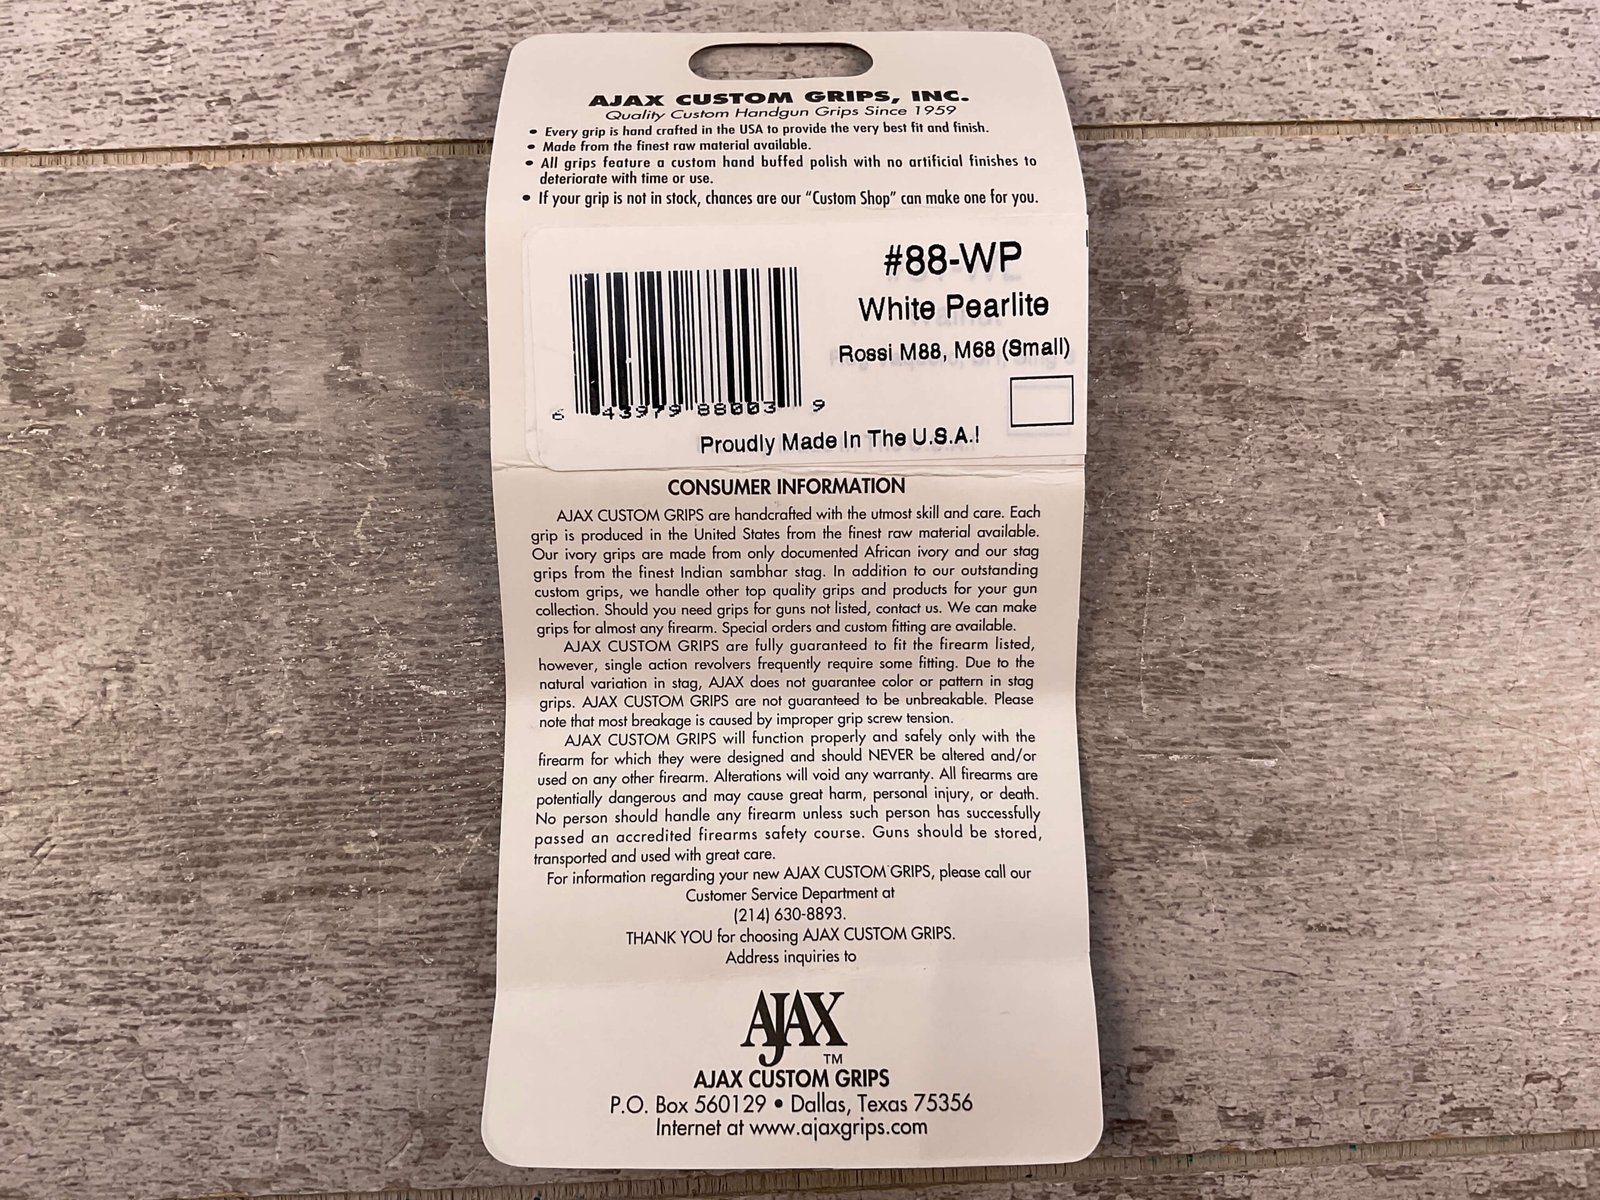 AJAX CUSTOM GRIPS, INC.
Quality Custom Handgun Grips Since 1959
• Every grip is hand crafted in the USA to provide the very best fit and finish.
• Made from the finest raw material available.
• All grips feature a custom hand buffed polish with no artificial finishes to
deteriorate with time or use.
• If your grip is not in stock, chances are our "Custom Shop" can make one for you.
#88-WP
White Pearlite
Rossi M88, M68 (Small)
6 43979 88003 9
Proudly Made In The U.S.A.!
CONSUMER INFORMATION
AJAX CUSTOM GRIPS are handcrafted with the utmost skill and care. Each
grip is produced in the United States from the finest raw material available.
Our ivory grips are made from only documented African ivory and our stag
grips from the finest Indian sambhar stag. In addition to our outstanding
custom grips, we handle other top quality grips and products for your gun
collection. Should you need grips for guns not listed, contact us. We can make
grips for almost any firearm. Special orders and custom fitting are available.
AJAX CUSTOM GRIPS are fully guaranteed to fit the firearm listed,
however, single action revolvers frequently require some fitting. Due to the
natural variation in stag, AJAX does not guarantee color or pattern in stag
grips. AJAX CUSTOM GRIPS are not guaranteed to be unbreakable. Please
note that most breakage is caused by improper grip screw tension.
AJAX CUSTOM GRIPS will function properly and safely only with the
firearm for which they were designed and should NEVER be altered and/or
used on any other firearm. Alterations will void any warranty. All firearms are
potentially dangerous and may cause great harm, personal injury, or death.
No person should handle any firearm unless such person has successfully
passed an accredited firearms safety course. Guns should be stored,
transported and used with great care.
For information regarding your new AJAX CUSTOM GRIPS, please call our
Customer Service Department at
(214) 630-8893.
THANK YOU for choosing AJAX CUSTOM GRIPS.
Address inquiries to
AJAX TM
AJAX CUSTOM GRIPS
P.O. Box 560129 • Dallas, Texas 75356
Internet at www.ajaxgrips.com